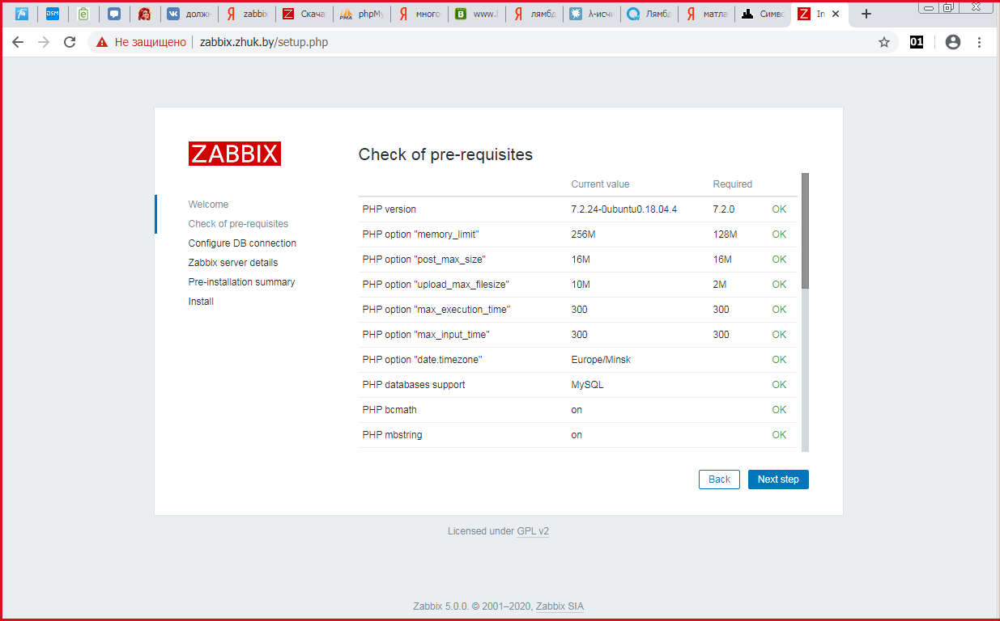 DSM должн zabbix Скача phpMy много www.l лямбд λ-исчи Лямбд матла Симво In
Не защищено zabbix.zhuk.by/setup.php 01
ZABBIX
Check of pre-requisites
Current value Required
Welcome
Check of pre-requisites
Configure DB connection
Zabbix server details
Pre-installation summary
Install
PHP version 7.2.24-0ubuntu0.18.04.4 7.2.0 OK
PHP option "memory_limit" 256M 128M OK
PHP option "post_max_size" 16M 16M OK
PHP option "upload_max_filesize" 10M 2M OK
PHP option "max_execution_time" 300 300 OK
PHP option "max_input_time" 300 300 OK
PHP option "date.timezone" Europe/Minsk OK
PHP databases support MySQL OK
PHP bcmath on OK
PHP mbstring on OK
Back Next step
Licensed under GPL v2
Zabbix 5.0.0. © 2001–2020, Zabbix SIA